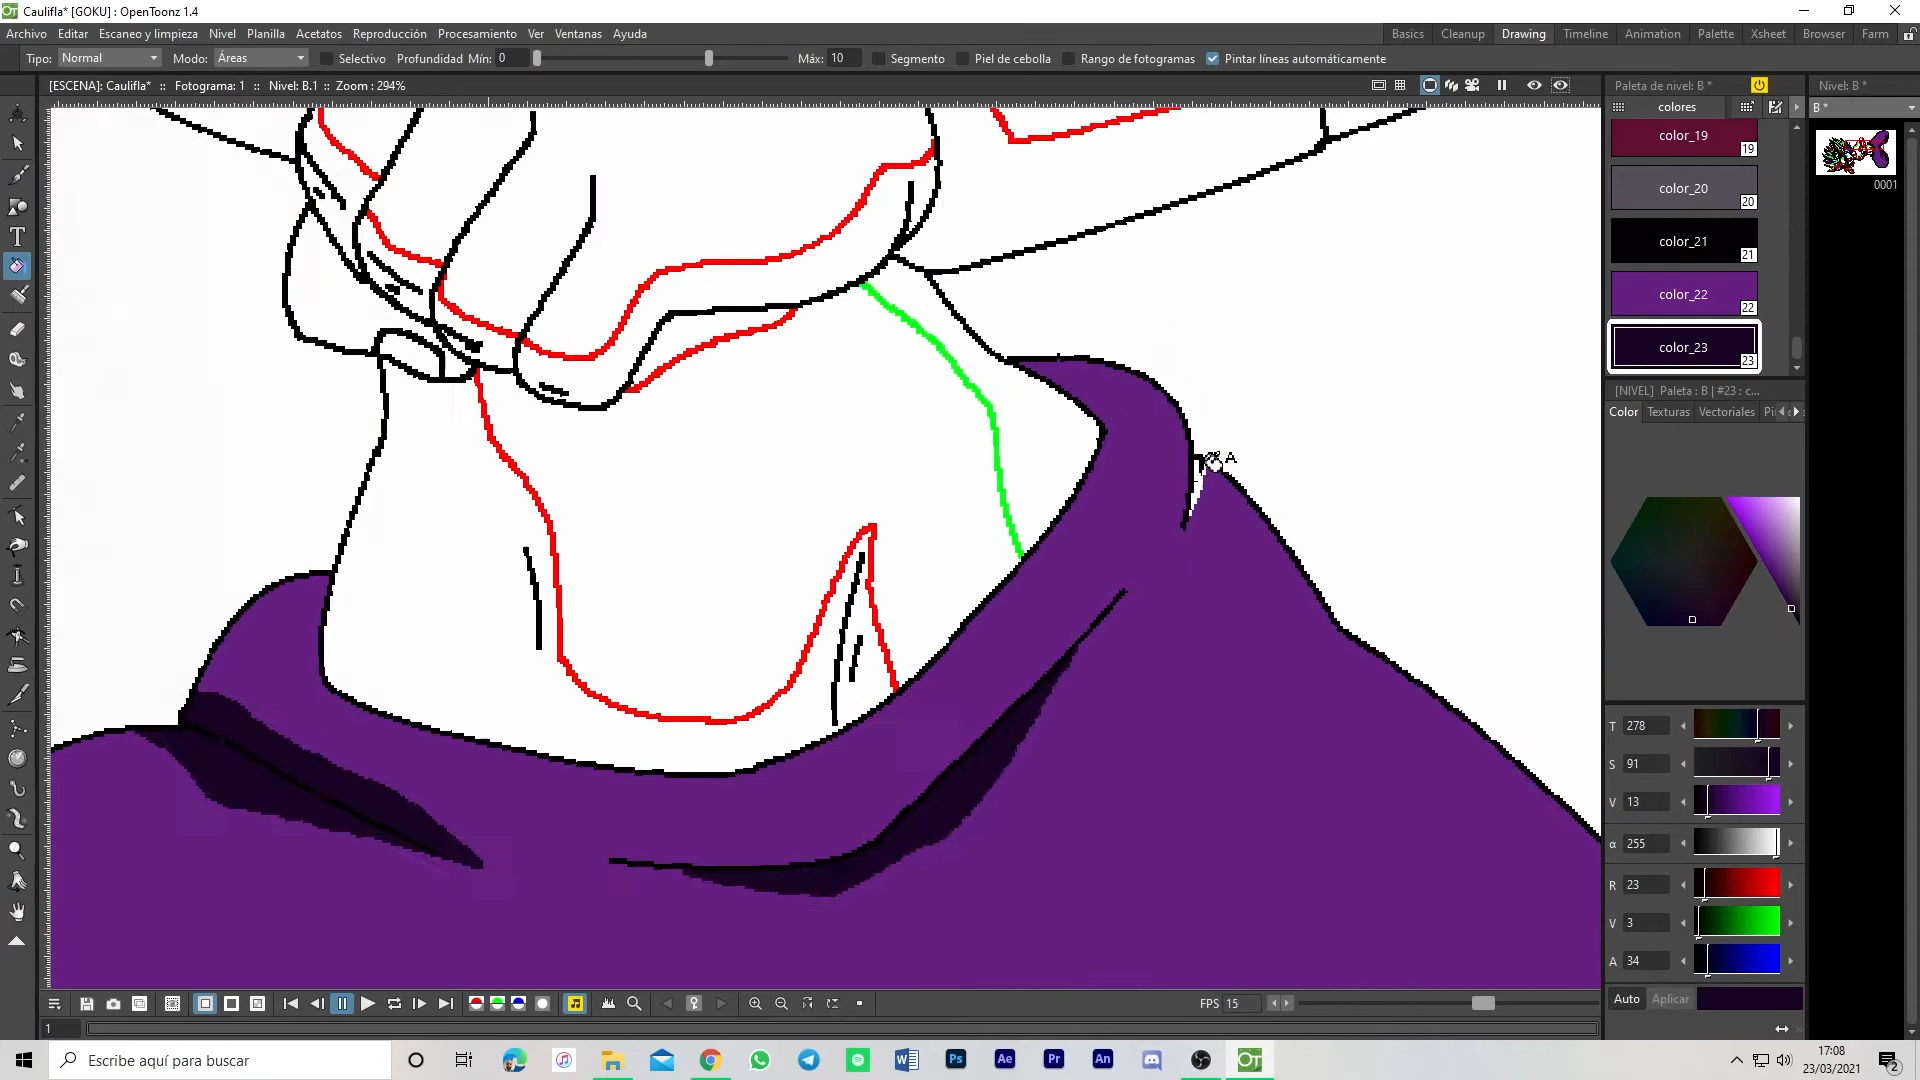 Caulifla* [GOKU] : OpenToonz 1.4
Archivo Editar Escaneo y limpieza Nivel Planilla Acetatos Reproducción Procesamiento Ver Ventanas Ayuda Basics Cleanup Drawing Timeline Animation Palette Xsheet Browser Farm
Tipo: Normal Modo: Áreas Selectivo Profundidad Mín: 0 Máx: 10 Segmento Piel de cebolla Rango de fotogramas Pintar líneas automáticamente
[ESCENA]: Caulifla* :: Fotograma: 1 :: Nivel: B.1 :: Zoom : 294%
Paleta de nivel: B *
Nivel: B *
colores
B *
color_19
19
color_20
20
0001
color_21
21
color_22
22
color_23
23
[NIVEL] Paleta : B | #23 : c...
Color Texturas Vectoriales
A
T 278
S 91
V 13
α 255
R 23
V 3
A 34
Auto Aplicar
FPS 15
1
Escribe aquí para buscar
17:08
23/03/2021
2